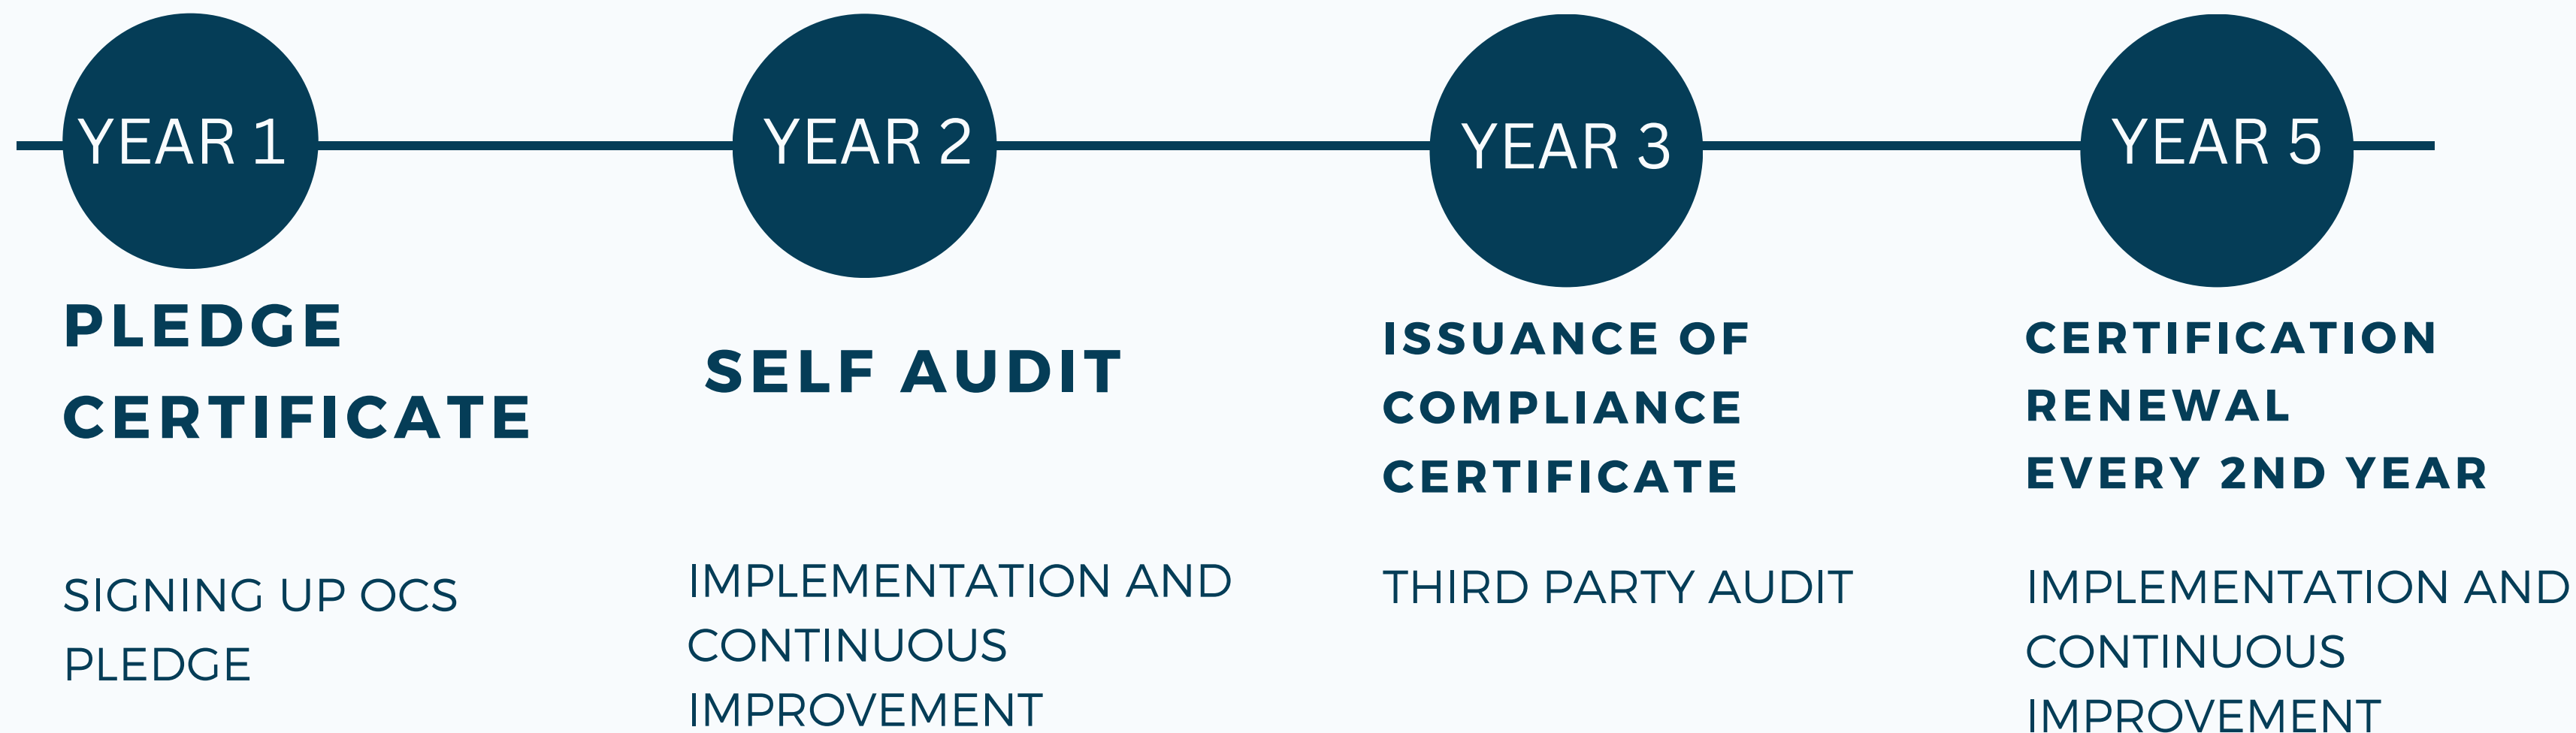 YEAR 1
PLEDGE
CERTIFICATE
SIGNING UP OCS
PLEDGE
YEAR 2
SELF AUDIT
IMPLEMENTATION AND
CONTINUOUS
IMPROVEMENT
YEAR 3
ISSUANCE OF
COMPLIANCE
CERTIFICATE
THIRD PARTY AUDIT
YEAR 5
CERTIFICATION
RENEWAL
EVERY 2ND YEAR
IMPLEMENTATION AND
CONTINUOUS
IMPROVEMENT